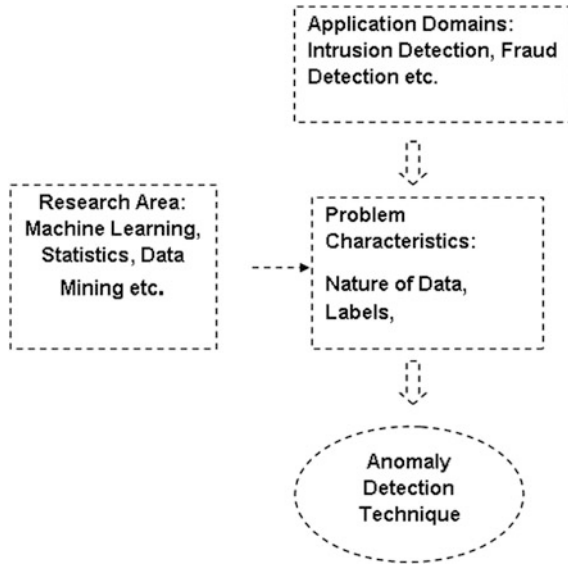 Application Domains:
Intrusion Detection, Fraud
Detection etc.
Research Area:
Machine Learning,
Statistics, Data
Mining etc.
Problem
Characteristics:
Nature of Data,
Labels,
Anomaly
Detection
Technique